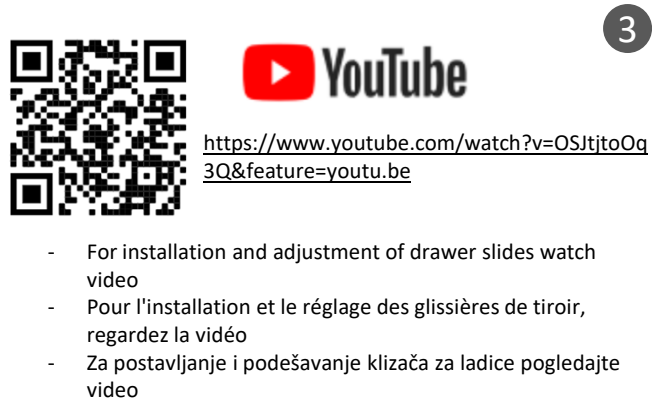 3
YouTube
https://www.youtube.com/watch?v=OSJtjtoOq
3Q&feature=youtu.be
- For installation and adjustment of drawer slides watch
video
- Pour l'installation et le réglage des glissières de tiroir,
regardez la vidéo
- Za postavljanje i podešavanje klizača za ladice pogledajte
video